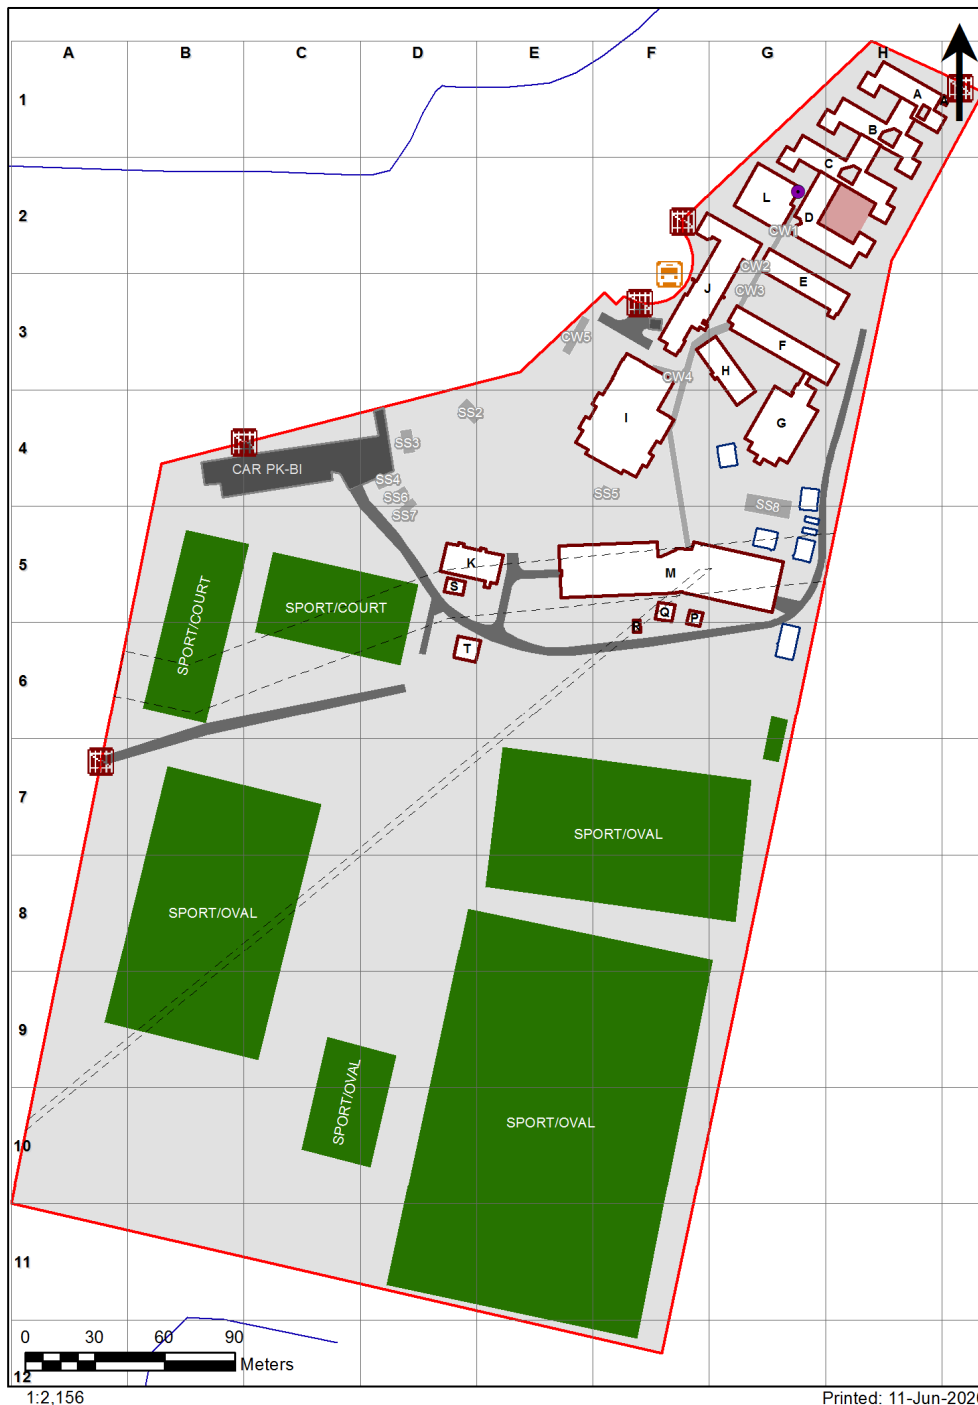 A B C D E F G H
1
A
B
C
2
L
D
CW1
CW2
E
J
CW3
3
CW5
F
CW4
H
SS2
I
G
4
SS3
CAR PK-BI
SS4
SS6
SS5
SS7
SS8
5
K
M
S
SPORT/COURT
SPORT/COURT
Q
P
R
T
6
7
SPORT/OVAL
8
SPORT/OVAL
9
SPORT/OVAL
SPORT/OVAL
10
11
0 30 60 90
Meters
12
1:2,156
Printed: 11-Jun-202